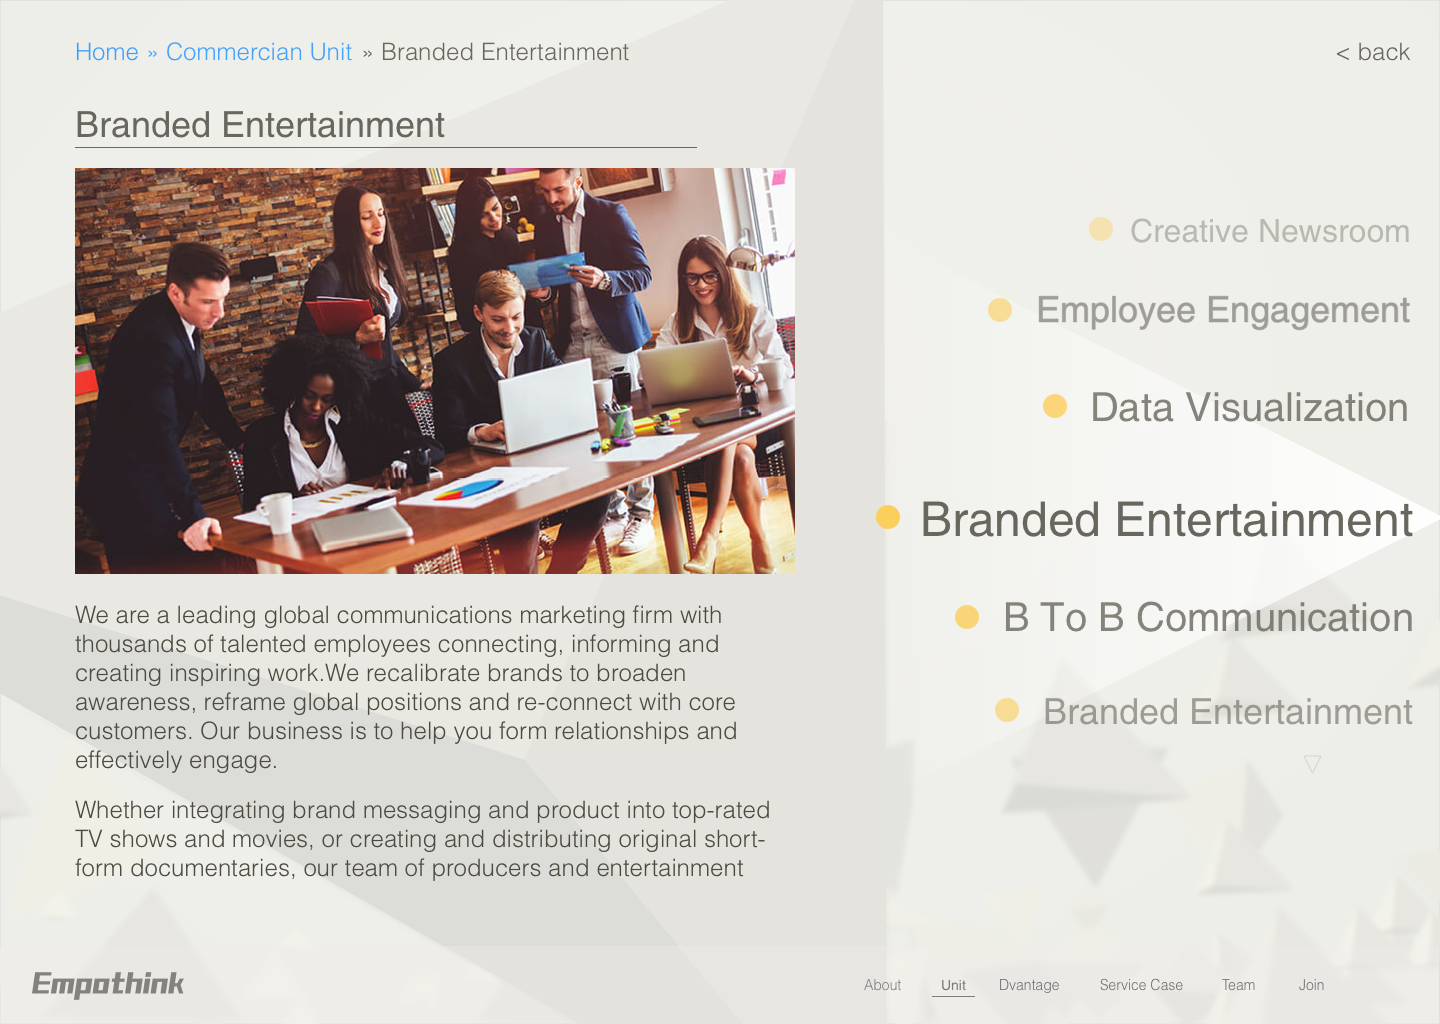 Home » Commercian Unit » Branded Entertainment
< back
Branded Entertainment
We are a leading global communications marketing firm with
thousands of talented employees connecting, informing and
creating inspiring work.We recalibrate brands to broaden
awareness, reframe global positions and re-connect with core
customers. Our business is to help you form relationships and
effectively engage.
Whether integrating brand messaging and product into top-rated
TV shows and movies, or creating and distributing original short-
form documentaries, our team of producers and entertainment
Creative Newsroom
Employee Engagement
Data Visualization
Branded Entertainment
B To B Communication
Branded Entertainment
Empathink
About Unit Dvantage Service Case Team Join